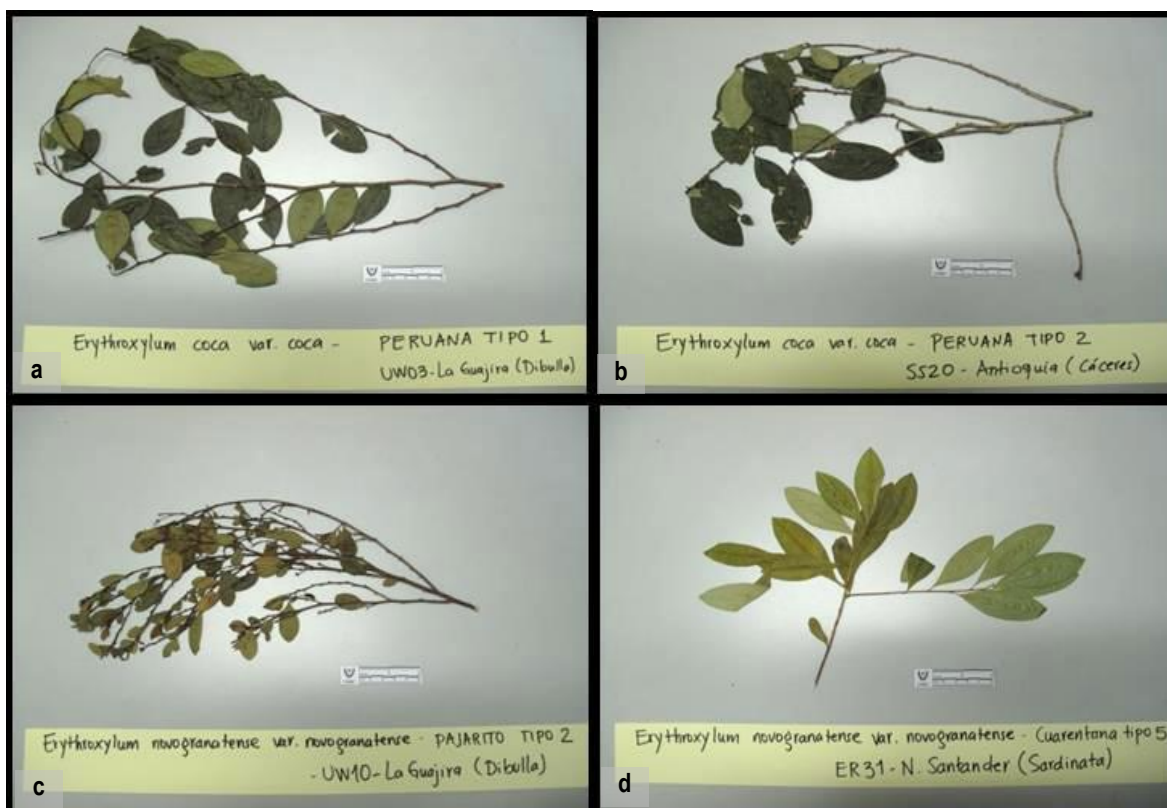 Erythroxylum coca var. coca - PERUANA TIPO 1
UW03-La Guajira (Dibulla)
a
Erythroxylum coca var. coca - PERUANA TIPO 2
SS20 - Antioquia (Cáceres)
b
Erythroxylum novogranatense var. novogranatense - PAJARITO TIPO 2
- UW10-La Guajira (Dibulla)
c
Erythroxylum novogranatense var. novogranatense - Cuarentana tipo 5
ER31 - N. Santander (Sardinata)
d